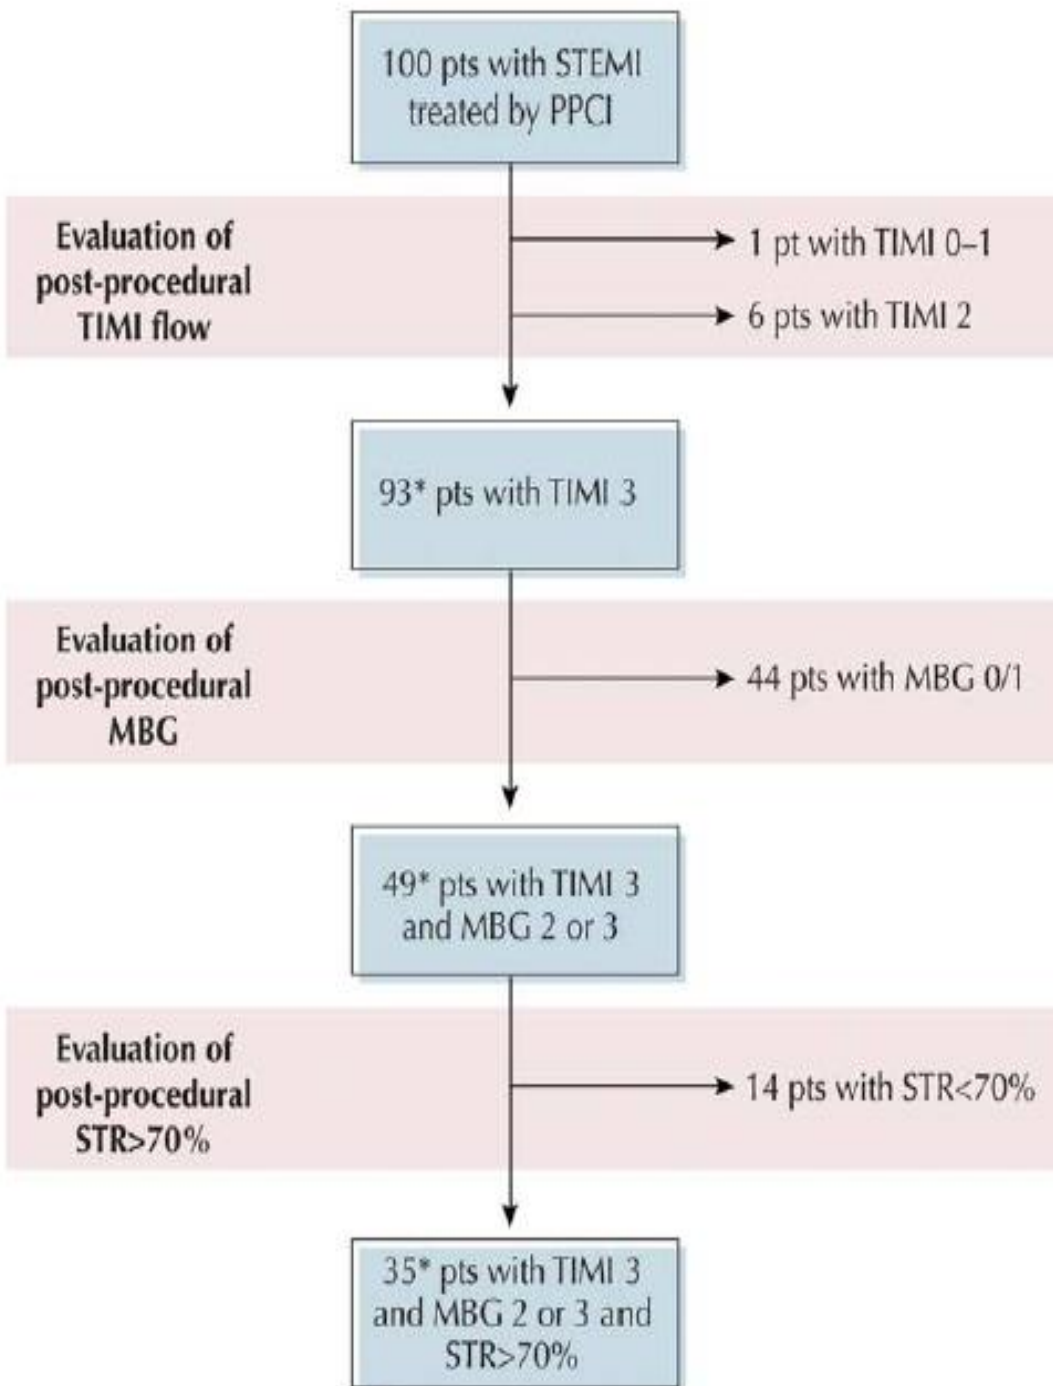 100 pts with STEMI
treated by PPCI
Evaluation of
post-procedural
TIMI flow
1 pt with TIMI 0–1
6 pts with TIMI 2
93* pts with TIMI 3
Evaluation of
post-procedural
MBG
44 pts with MBG 0/1
49* pts with TIMI 3
and MBG 2 or 3
Evaluation of
post-procedural
STR>70%
14 pts with STR<70%
35* pts with TIMI 3
and MBG 2 or 3 and
STR>70%